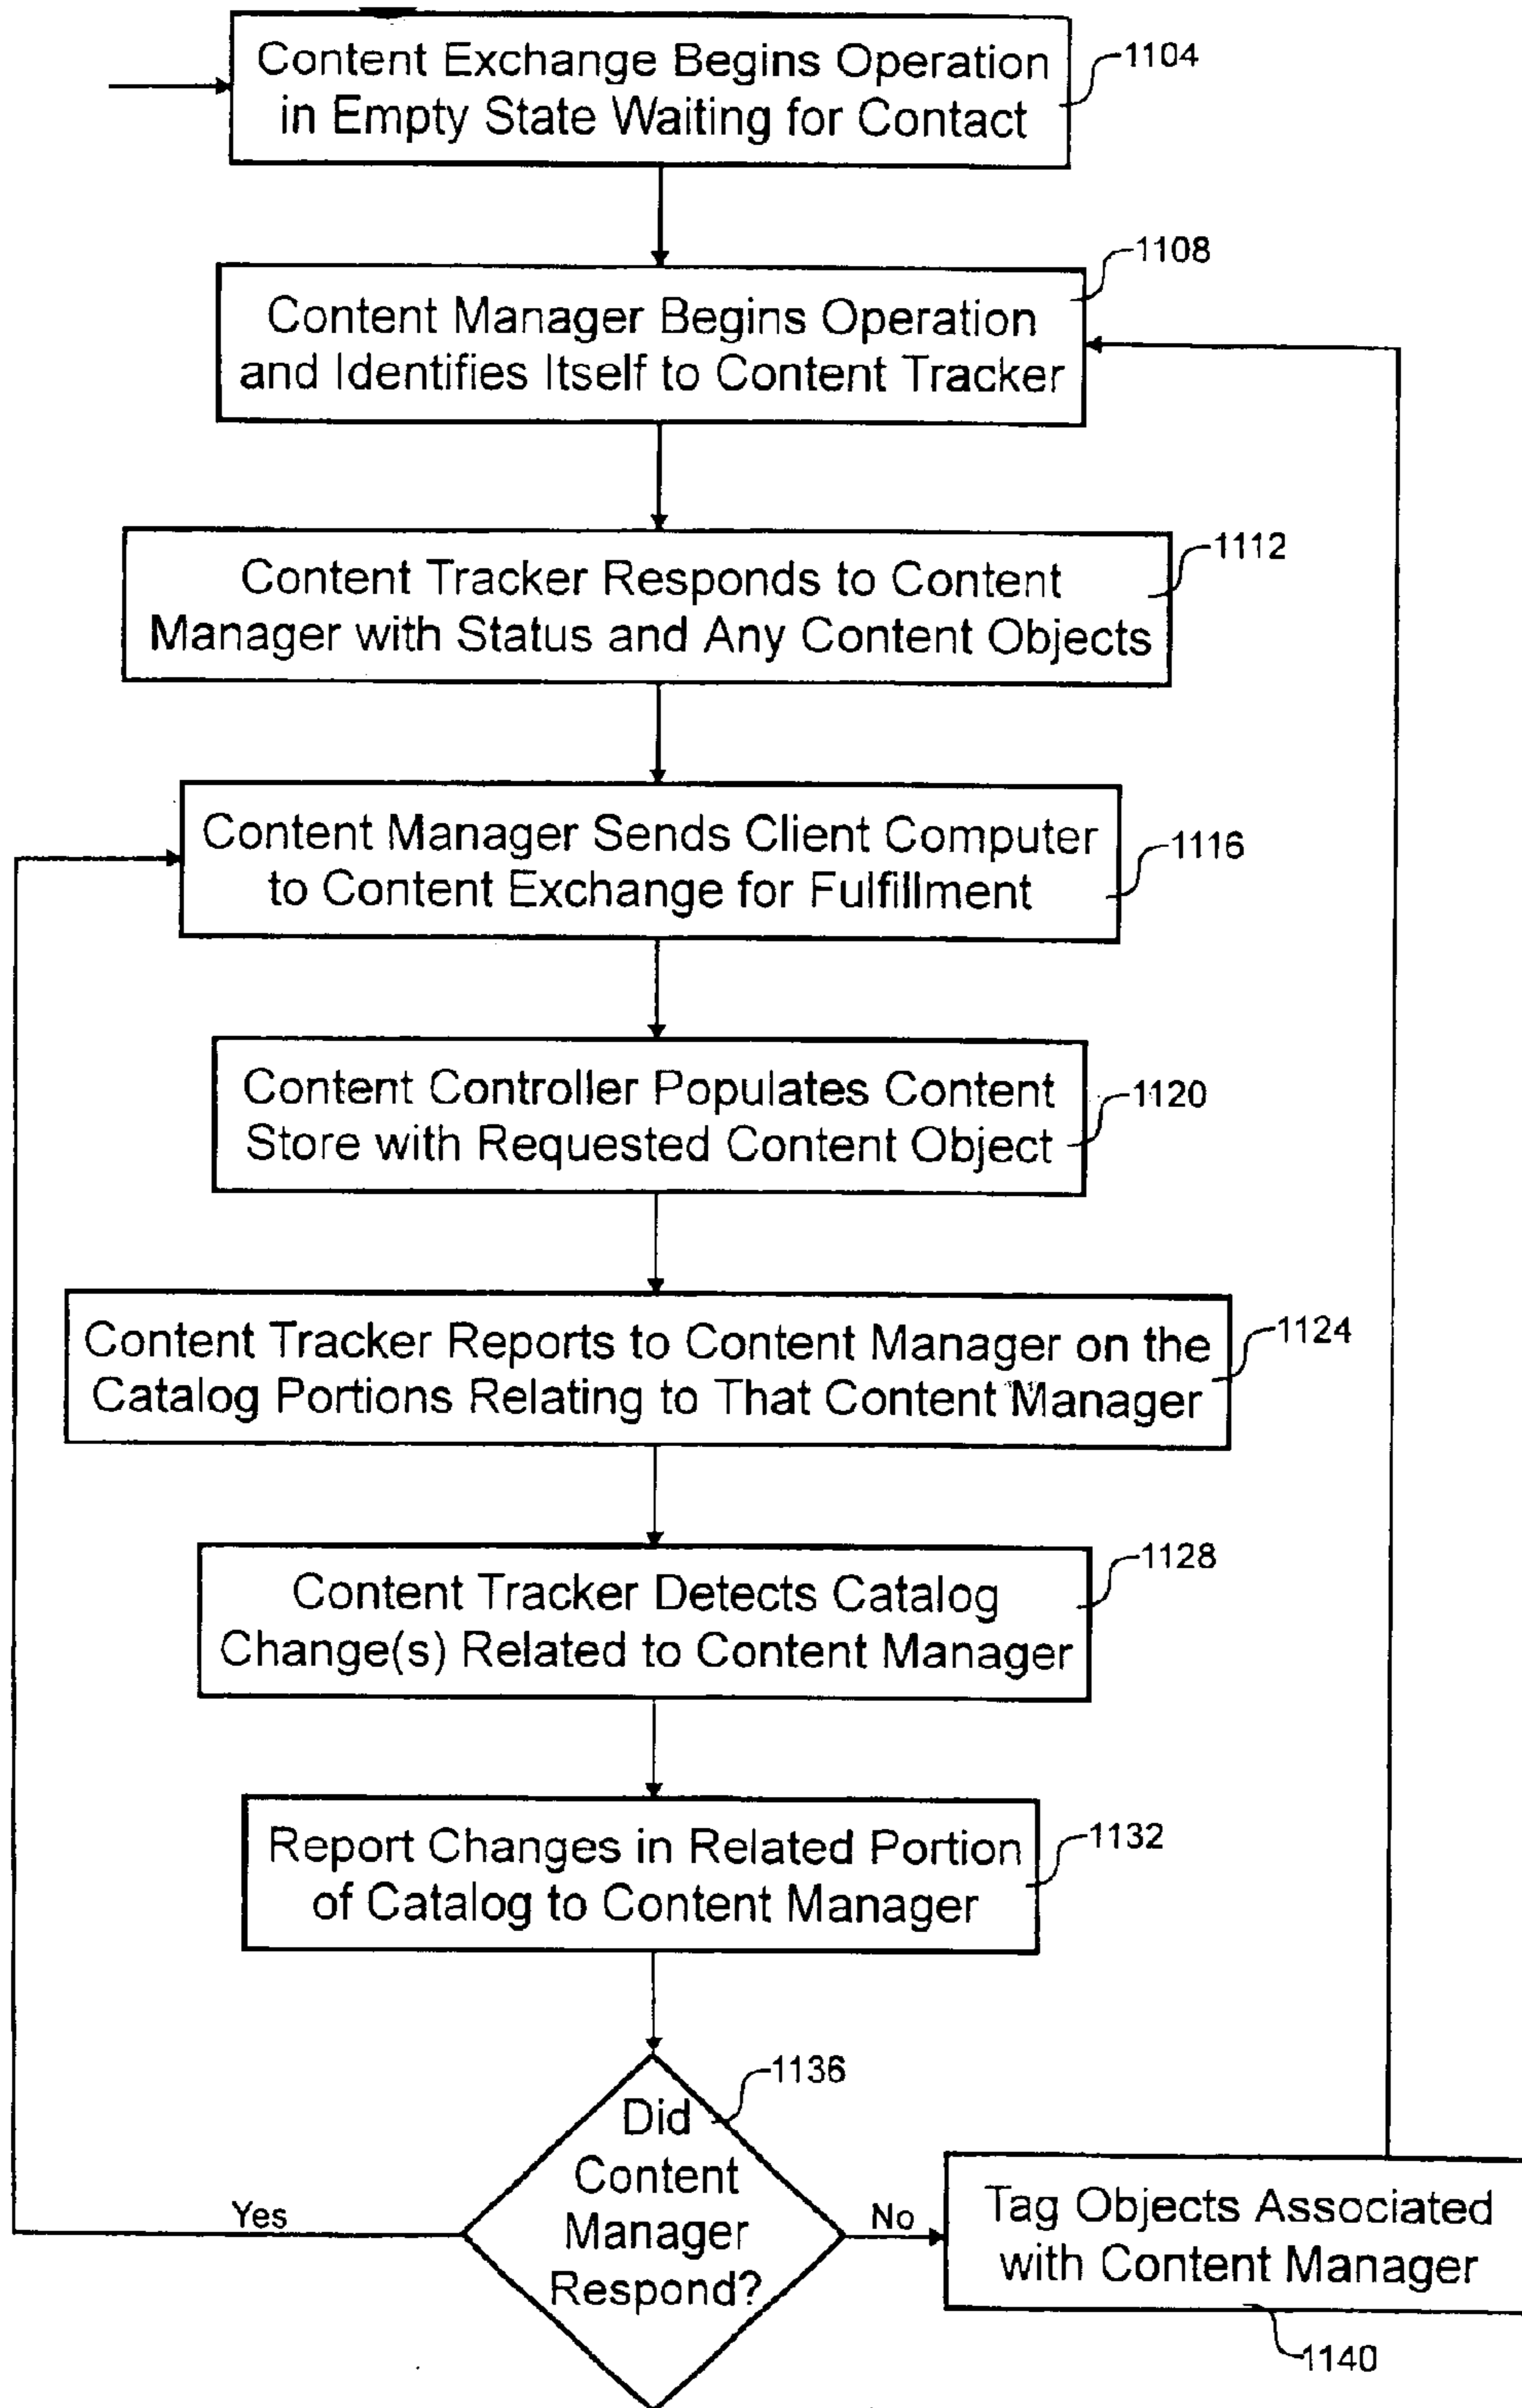 Content Exchange Begins Operation
in Empty State Waiting for Contact
1104
Content Manager Begins Operation
and Identifies Itself to Content Tracker
1108
Content Tracker Responds to Content
Manager with Status and Any Content Objects
1112
Content Manager Sends Client Computer
to Content Exchange for Fulfillment
1116
Content Controller Populates Content
Store with Requested Content Object
1120
Content Tracker Reports to Content Manager on the
Catalog Portions Relating to That Content Manager
1124
Content Tracker Detects Catalog
Change(s) Related to Content Manager
1128
Report Changes in Related Portion
of Catalog to Content Manager
1132
Did
Content
Manager
Respond?
1136
Yes
No
Tag Objects Associated
with Content Manager
1140